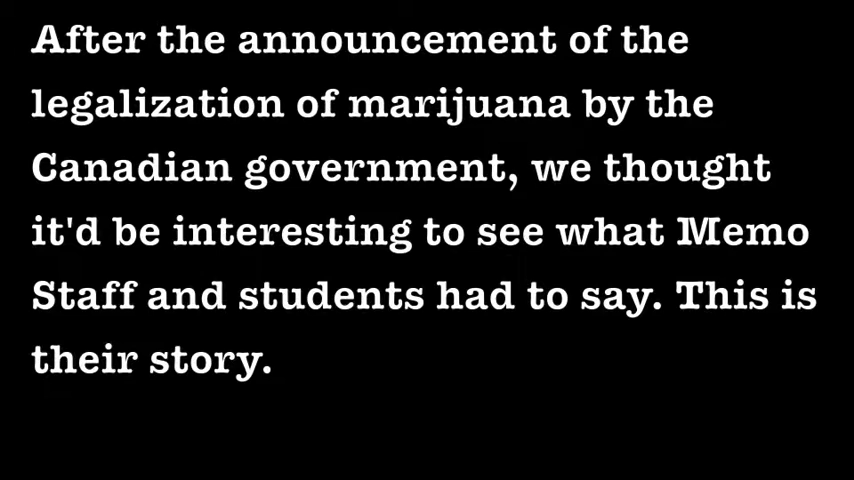 After the announcement of the
legalization of marijuana by the
Canadian government, we thought
it'd be interesting to see what Memo
Staff and students had to say. This is
their story.